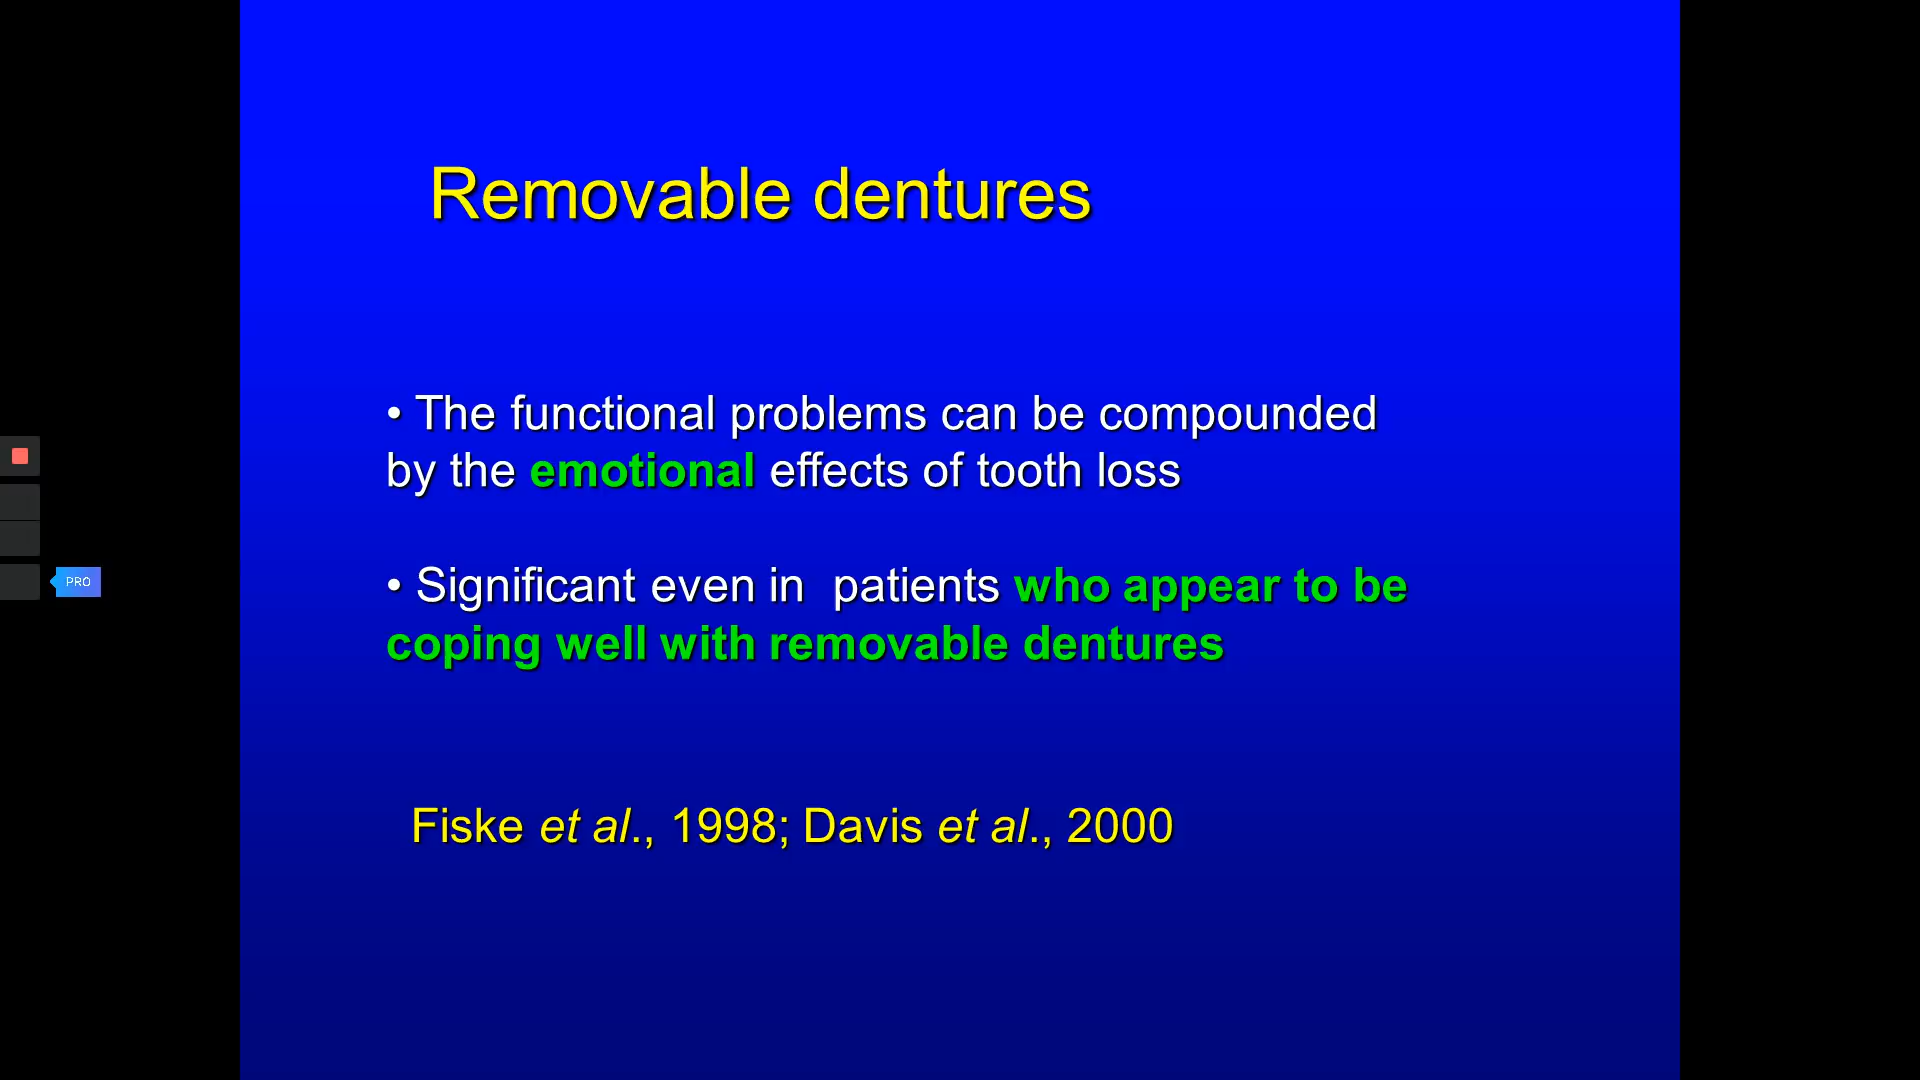 Removable dentures
• The functional problems can be compounded
by the emotional effects of tooth loss
• Significant even in  patients who appear to be
coping well with removable dentures
PRO
Fiske et al., 1998; Davis et al., 2000